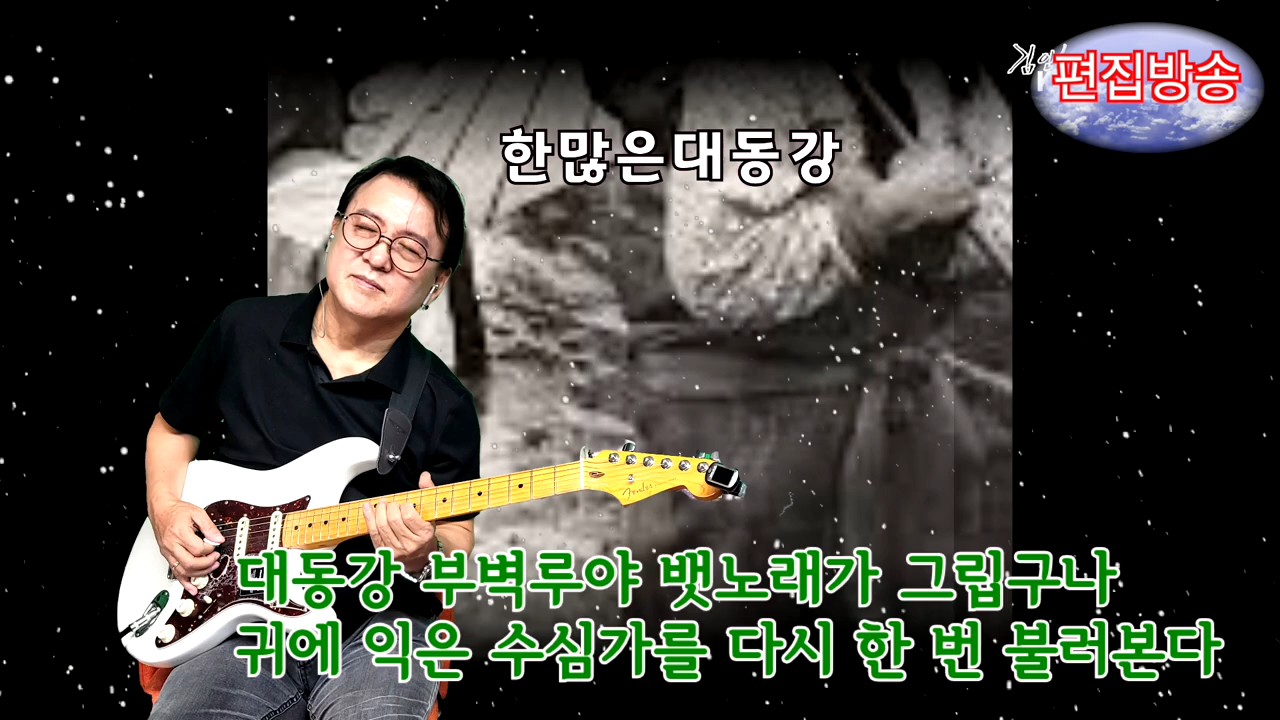 편집방송
한많은대동강
Fender
대동강 부벽루야 뱃노래가 그립구나
귀에 익은 수심가를 다시 한 번 불러본다